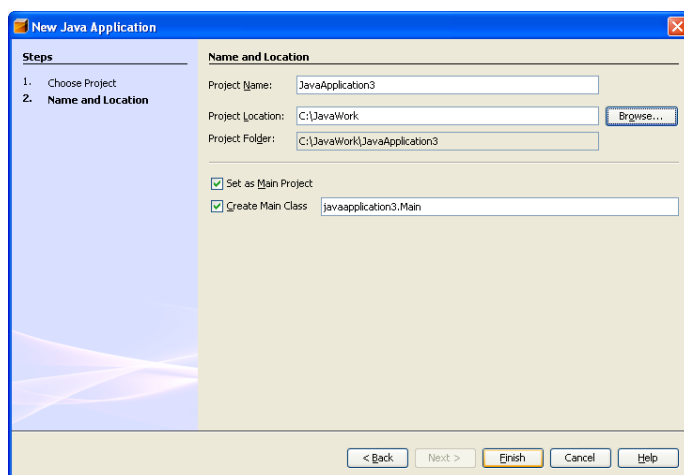 New Java Application
Steps
1. Choose Project
2. Name and Location
Name and Location
Project Name: JavaApplication3
Project Location: C:\JavaWork Browse...
Project Folder: C:\JavaWork\JavaApplication3
Set as Main Project
Create Main Class javaapplication3.Main
< Back Next > Finish Cancel Help